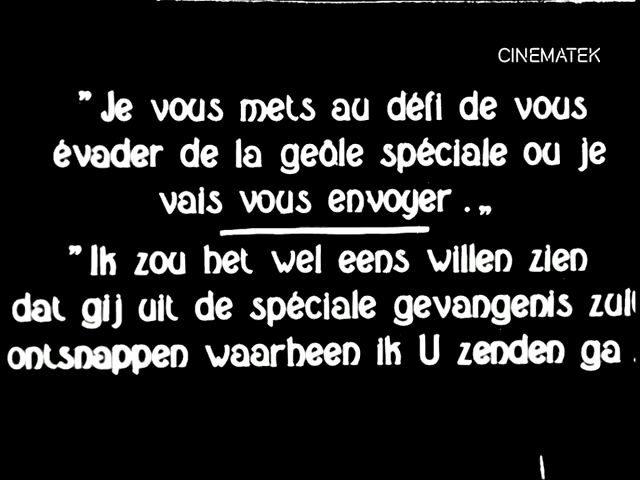 CINEMATEK
"Je vous mets au défi de vous
évader de la geôle spéciale ou je
vais vous envoyer.„
"Ik zou het wel eens willen zien
dat gij uit de spéciale gevangenis zult
ontsnappen waarheen ik U zenden ga.